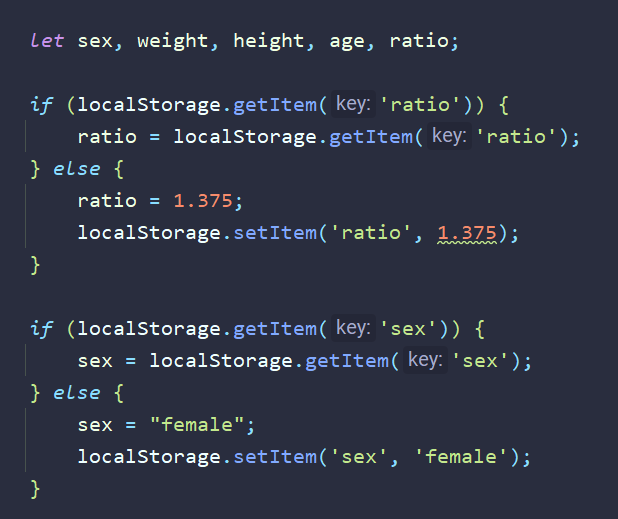 let sex, weight, height, age, ratio;
if (localStorage.getItem( key: 'ratio')) {
ratio = localStorage.getItem( key: 'ratio');
} else {
ratio = 1.375;
localStorage.setItem('ratio', 1.375);
}
if (localStorage.getItem( key: 'sex')) {
sex = localStorage.getItem( key: 'sex');
} else {
sex = "female";
localStorage.setItem('sex', 'female');
}